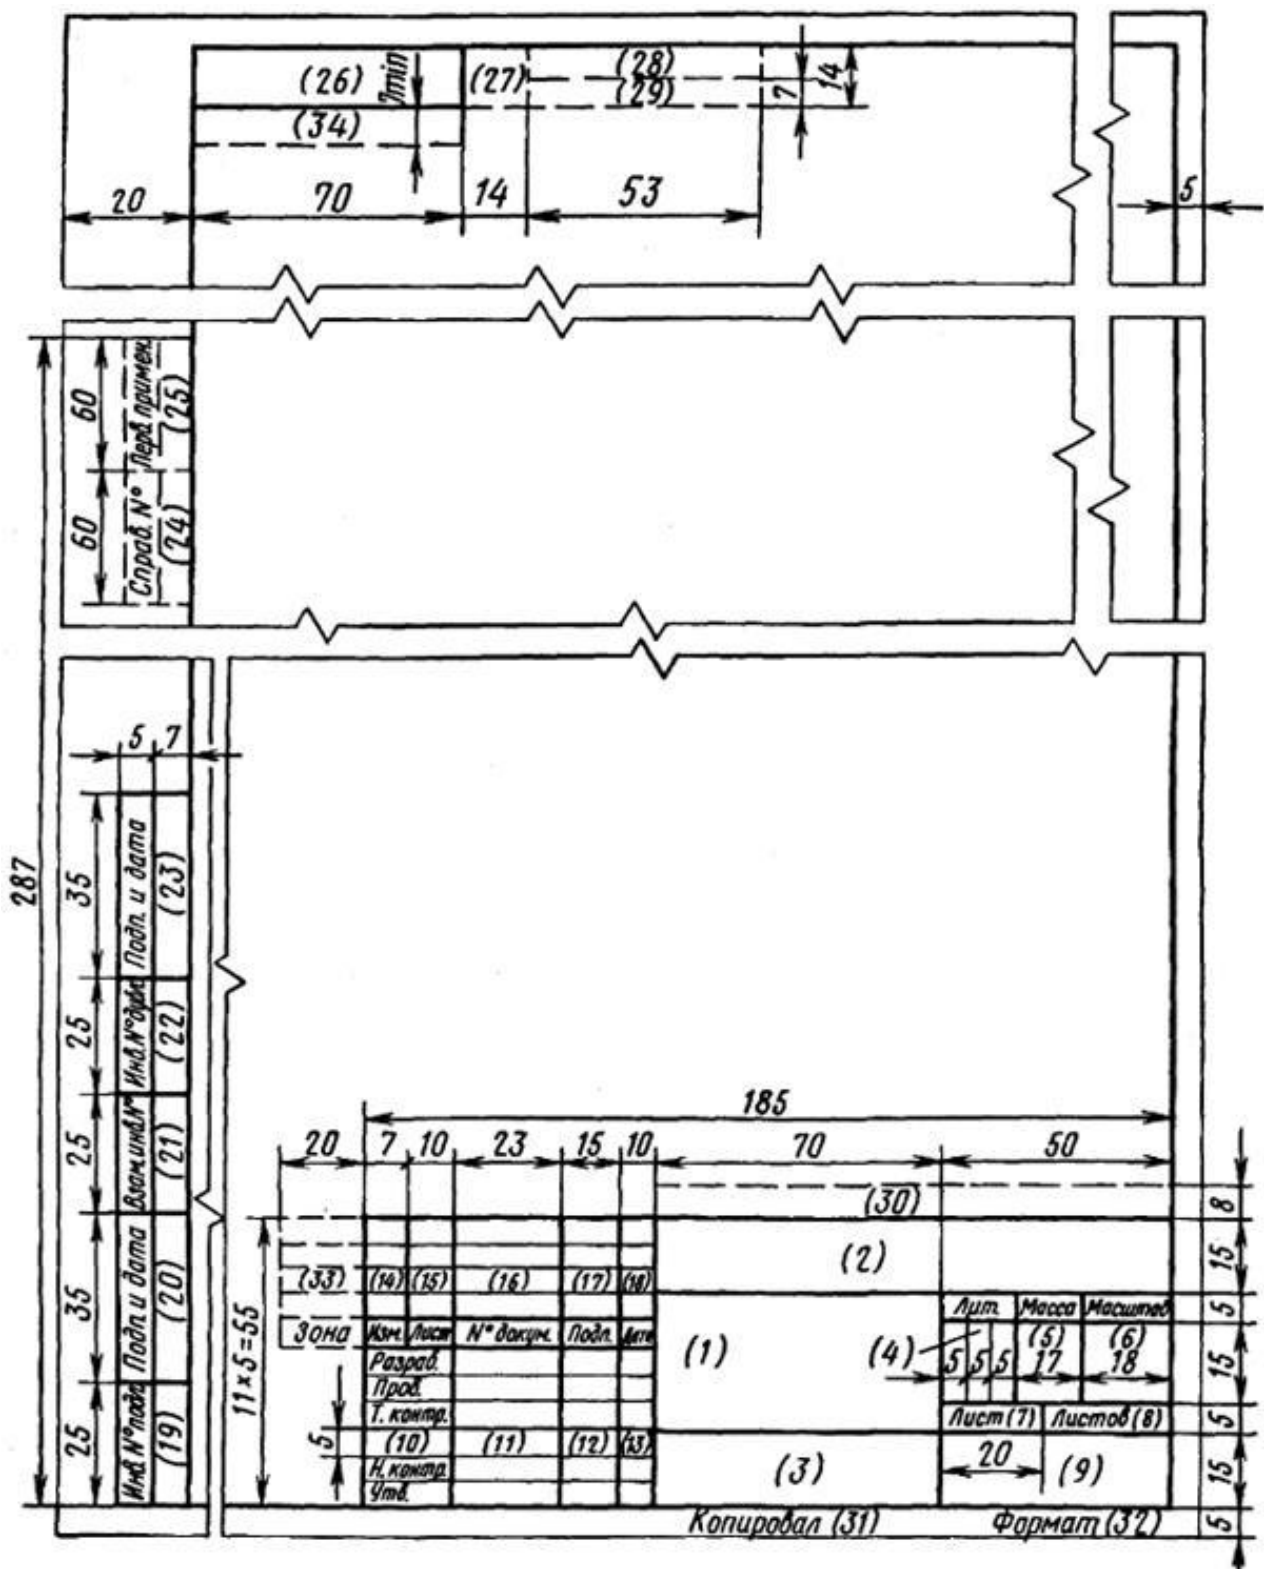 (26)
7min
(27)
(28)
(29)
7
14
(34)
20
70
14
53
5
287
60
Перв. примен.
(25)
60
Справ. N°
(24)
5
7
35
Подп. и дата
(23)
25
Инв. N° дубл.
(22)
25
Взам. инв. N°
(21)
35
Подп. и дата
(20)
25
Инв. N° подл.
(19)
185
20 7 10 23 15 10 70 50
(30)
8
(2)
15
(33) (14) (15) (16) (17) (18)
Лит. Масса Масштаб
5
Зона Изм. Лист N° докум. Подп. Дата
(1)
(4)
5 5 5
(5)
17
(6)
18
15
11×5=55
Разраб.
Пров.
Т. контр.
Лист (7) Листов (8)
5
5
(10) (11) (12) (13)
Н. контр.
Утв.
(3)
20
(9)
15
Копировал (31) Формат (32)
5